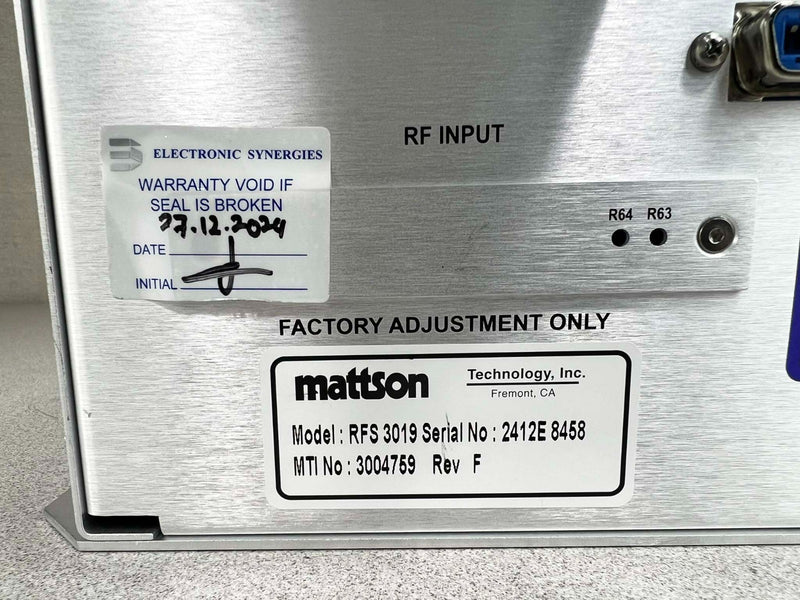 ELECTRONIC SYNERGIES
WARRANTY VOID IF
SEAL IS BROKEN
27.12.2024
DATE
INITIAL
RF INPUT
R64 R63
FACTORY ADJUSTMENT ONLY
mattson
Technology, Inc.
Fremont, CA
Model : RFS 3019 Serial No : 2412E 8458
MTI No : 3004759 Rev F